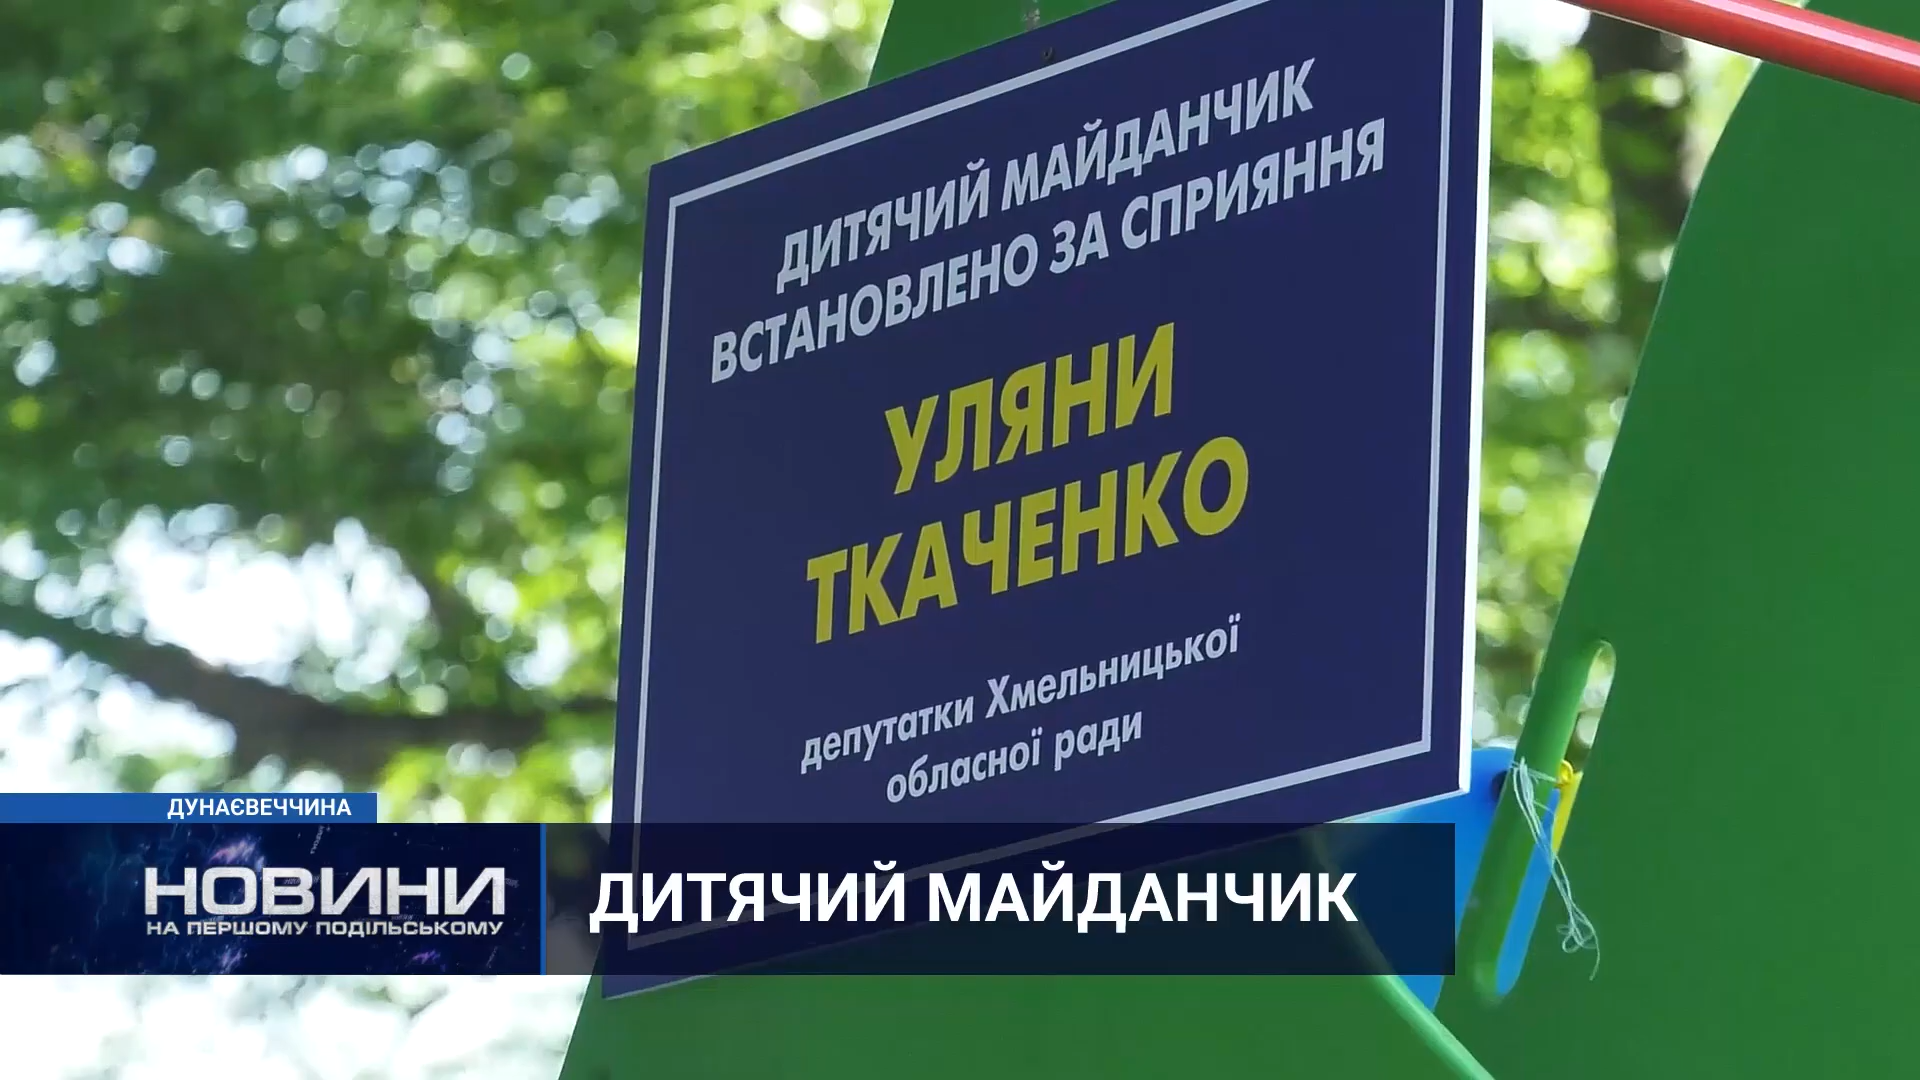 ДИТЯЧИЙ МАЙДАНЧИК
ВСТАНОВЛЕНО ЗА СПРИЯННЯ
УЛЯНИ
ТКАЧЕНКО
депутатки Хмельницької
обласної ради
ДУНАЄВЕЧЧИНА
НОВИНИ
НА ПЕРШОМУ ПОДІЛЬСЬКОМУ
ДИТЯЧИЙ МАЙДАНЧИК